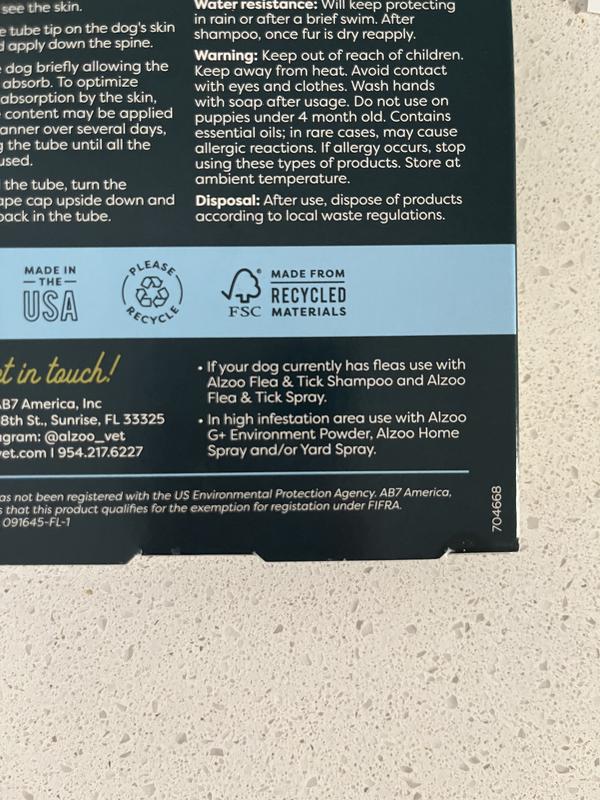 see the skin.
tube tip on the dog's skin
apply down the spine.
dog briefly allowing the
absorb. To optimize
absorption by the skin,
content may be applied
over several days,
the tube until all the
used.
the tube, turn the
cap upside down and
back in the tube.
Water resistance: Will keep protecting
in rain or after a brief swim. After
shampoo, once fur is dry reapply.
Warning: Keep out of reach of children.
Keep away from heat. Avoid contact
with eyes and clothes. Wash hands
with soap after usage. Do not use on
puppies under 4 month old. Contains
essential oils; in rare cases, may cause
allergic reactions. If allergy occurs, stop
using these types of products. Store at
ambient temperature.
Disposal: After use, dispose of products
according to local waste regulations.
MADE IN
THE
USA
PLEASE
RECYCLE
FSC®
MADE FROM
RECYCLED
MATERIALS
in touch!
AB7 America, Inc
8th St., Sunrise, FL 33325
@alzoo_vet
vet.com | 954.217.6227
• If your dog currently has fleas use with
Alzoo Flea & Tick Shampoo and Alzoo
Flea & Tick Spray.
• In high infestation area use with Alzoo
G+ Environment Powder, Alzoo Home
Spray and/or Yard Spray.
has not been registered with the US Environmental Protection Agency. AB7 America,
that this product qualifies for the exemption for registation under FIFRA.
091645-FL-1
704668